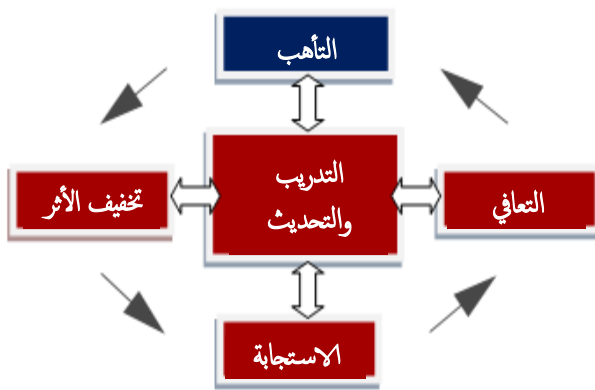 التأهب
التدريب
والتحديث
التعافي
تخفيف الأثر
الاستجابة